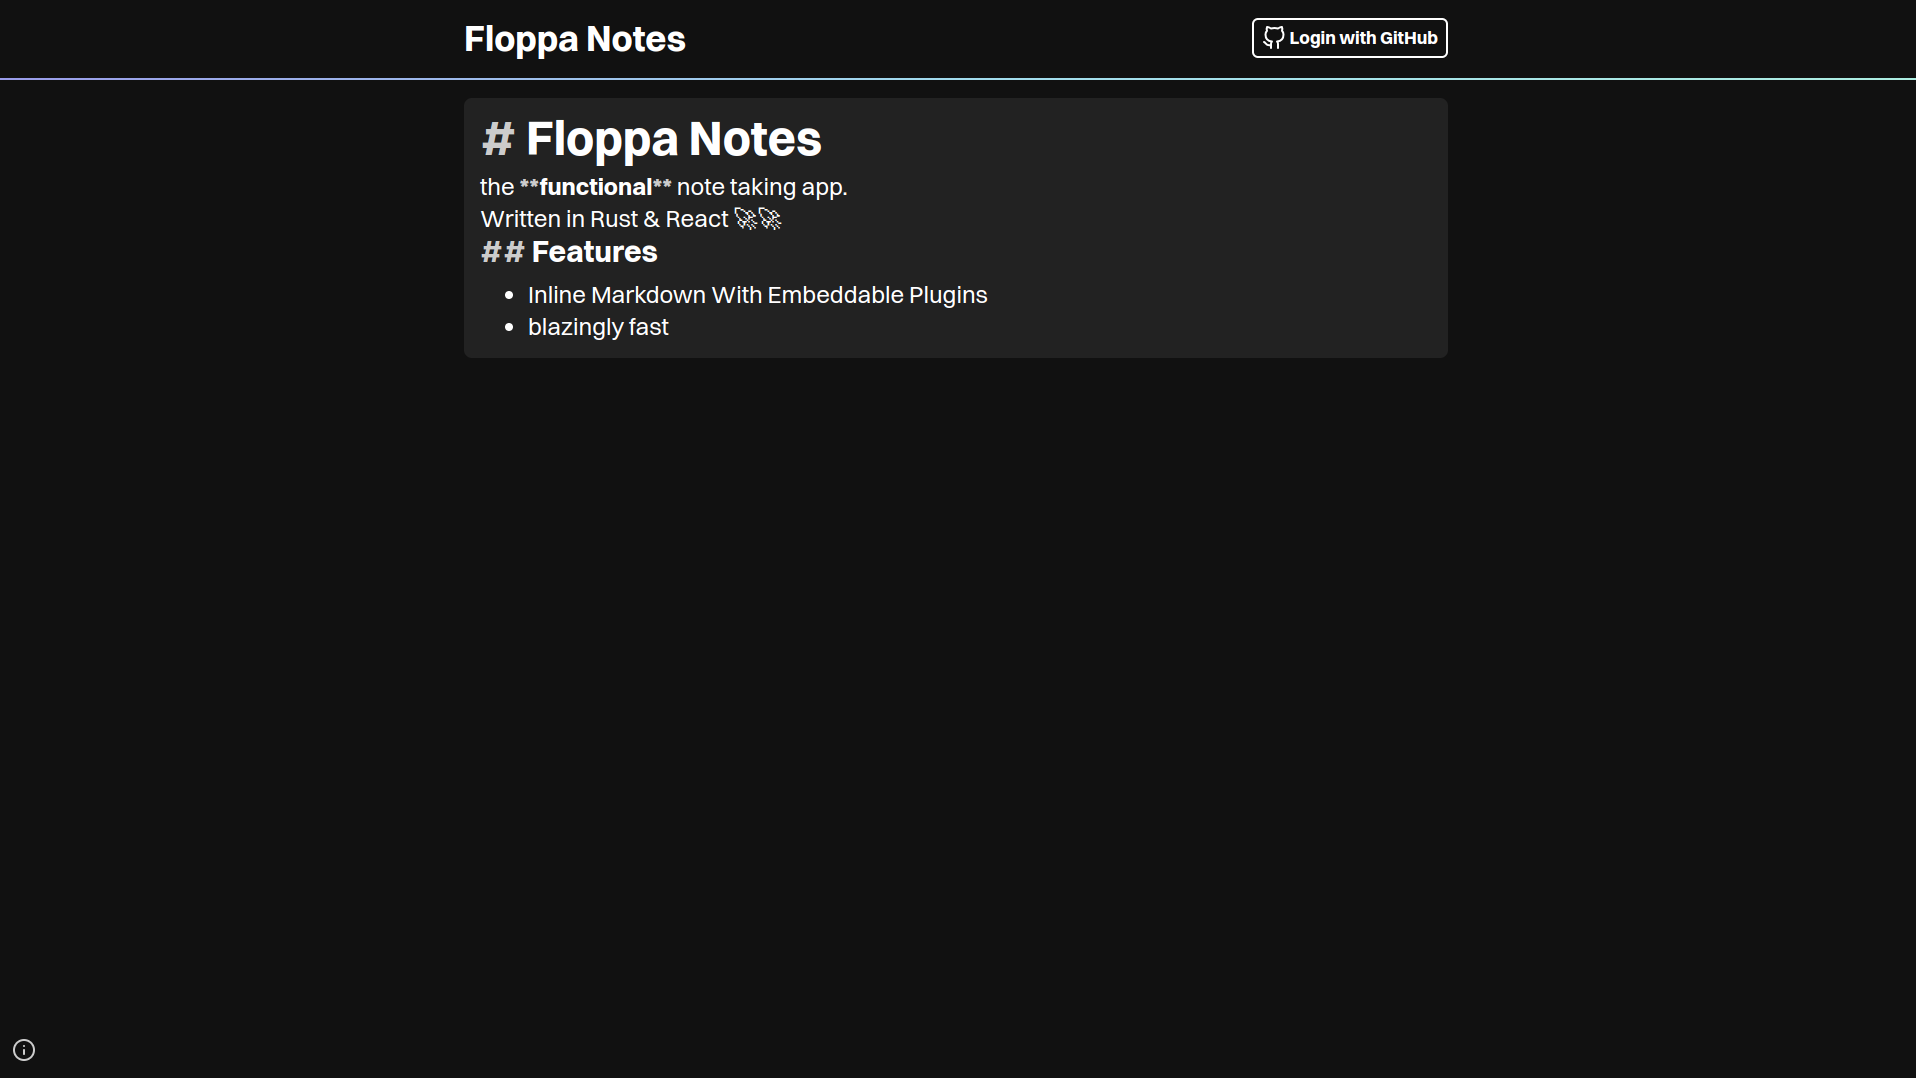 Floppa Notes
Login with GitHub
# Floppa Notes
the **functional** note taking app.
Written in Rust & React 🚀🚀
## Features
• Inline Markdown With Embeddable Plugins
• blazingly fast